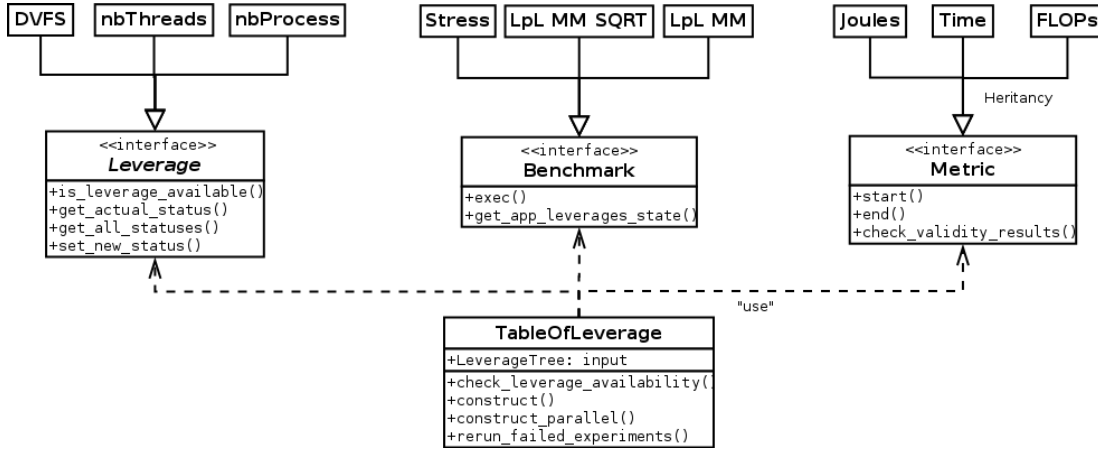 DVFS
nbThreads
nbProcess
Stress
LpL MM SQRT
LpL MM
Joules
Time
FLOPs
Heritancy
<<interface>>
Leverage
+is_leverage_available()
+get_actual_status()
+get_all_statuses()
+set_new_status()
<<interface>>
Benchmark
+exec()
+get_app_leverages_state()
<<interface>>
Metric
+start()
+end()
+check_validity_results()
"use"
TableOfLeverage
+LeverageTree: input
+check_leverage_availability()
+construct()
+construct_parallel()
+rerun_failed_experiments()